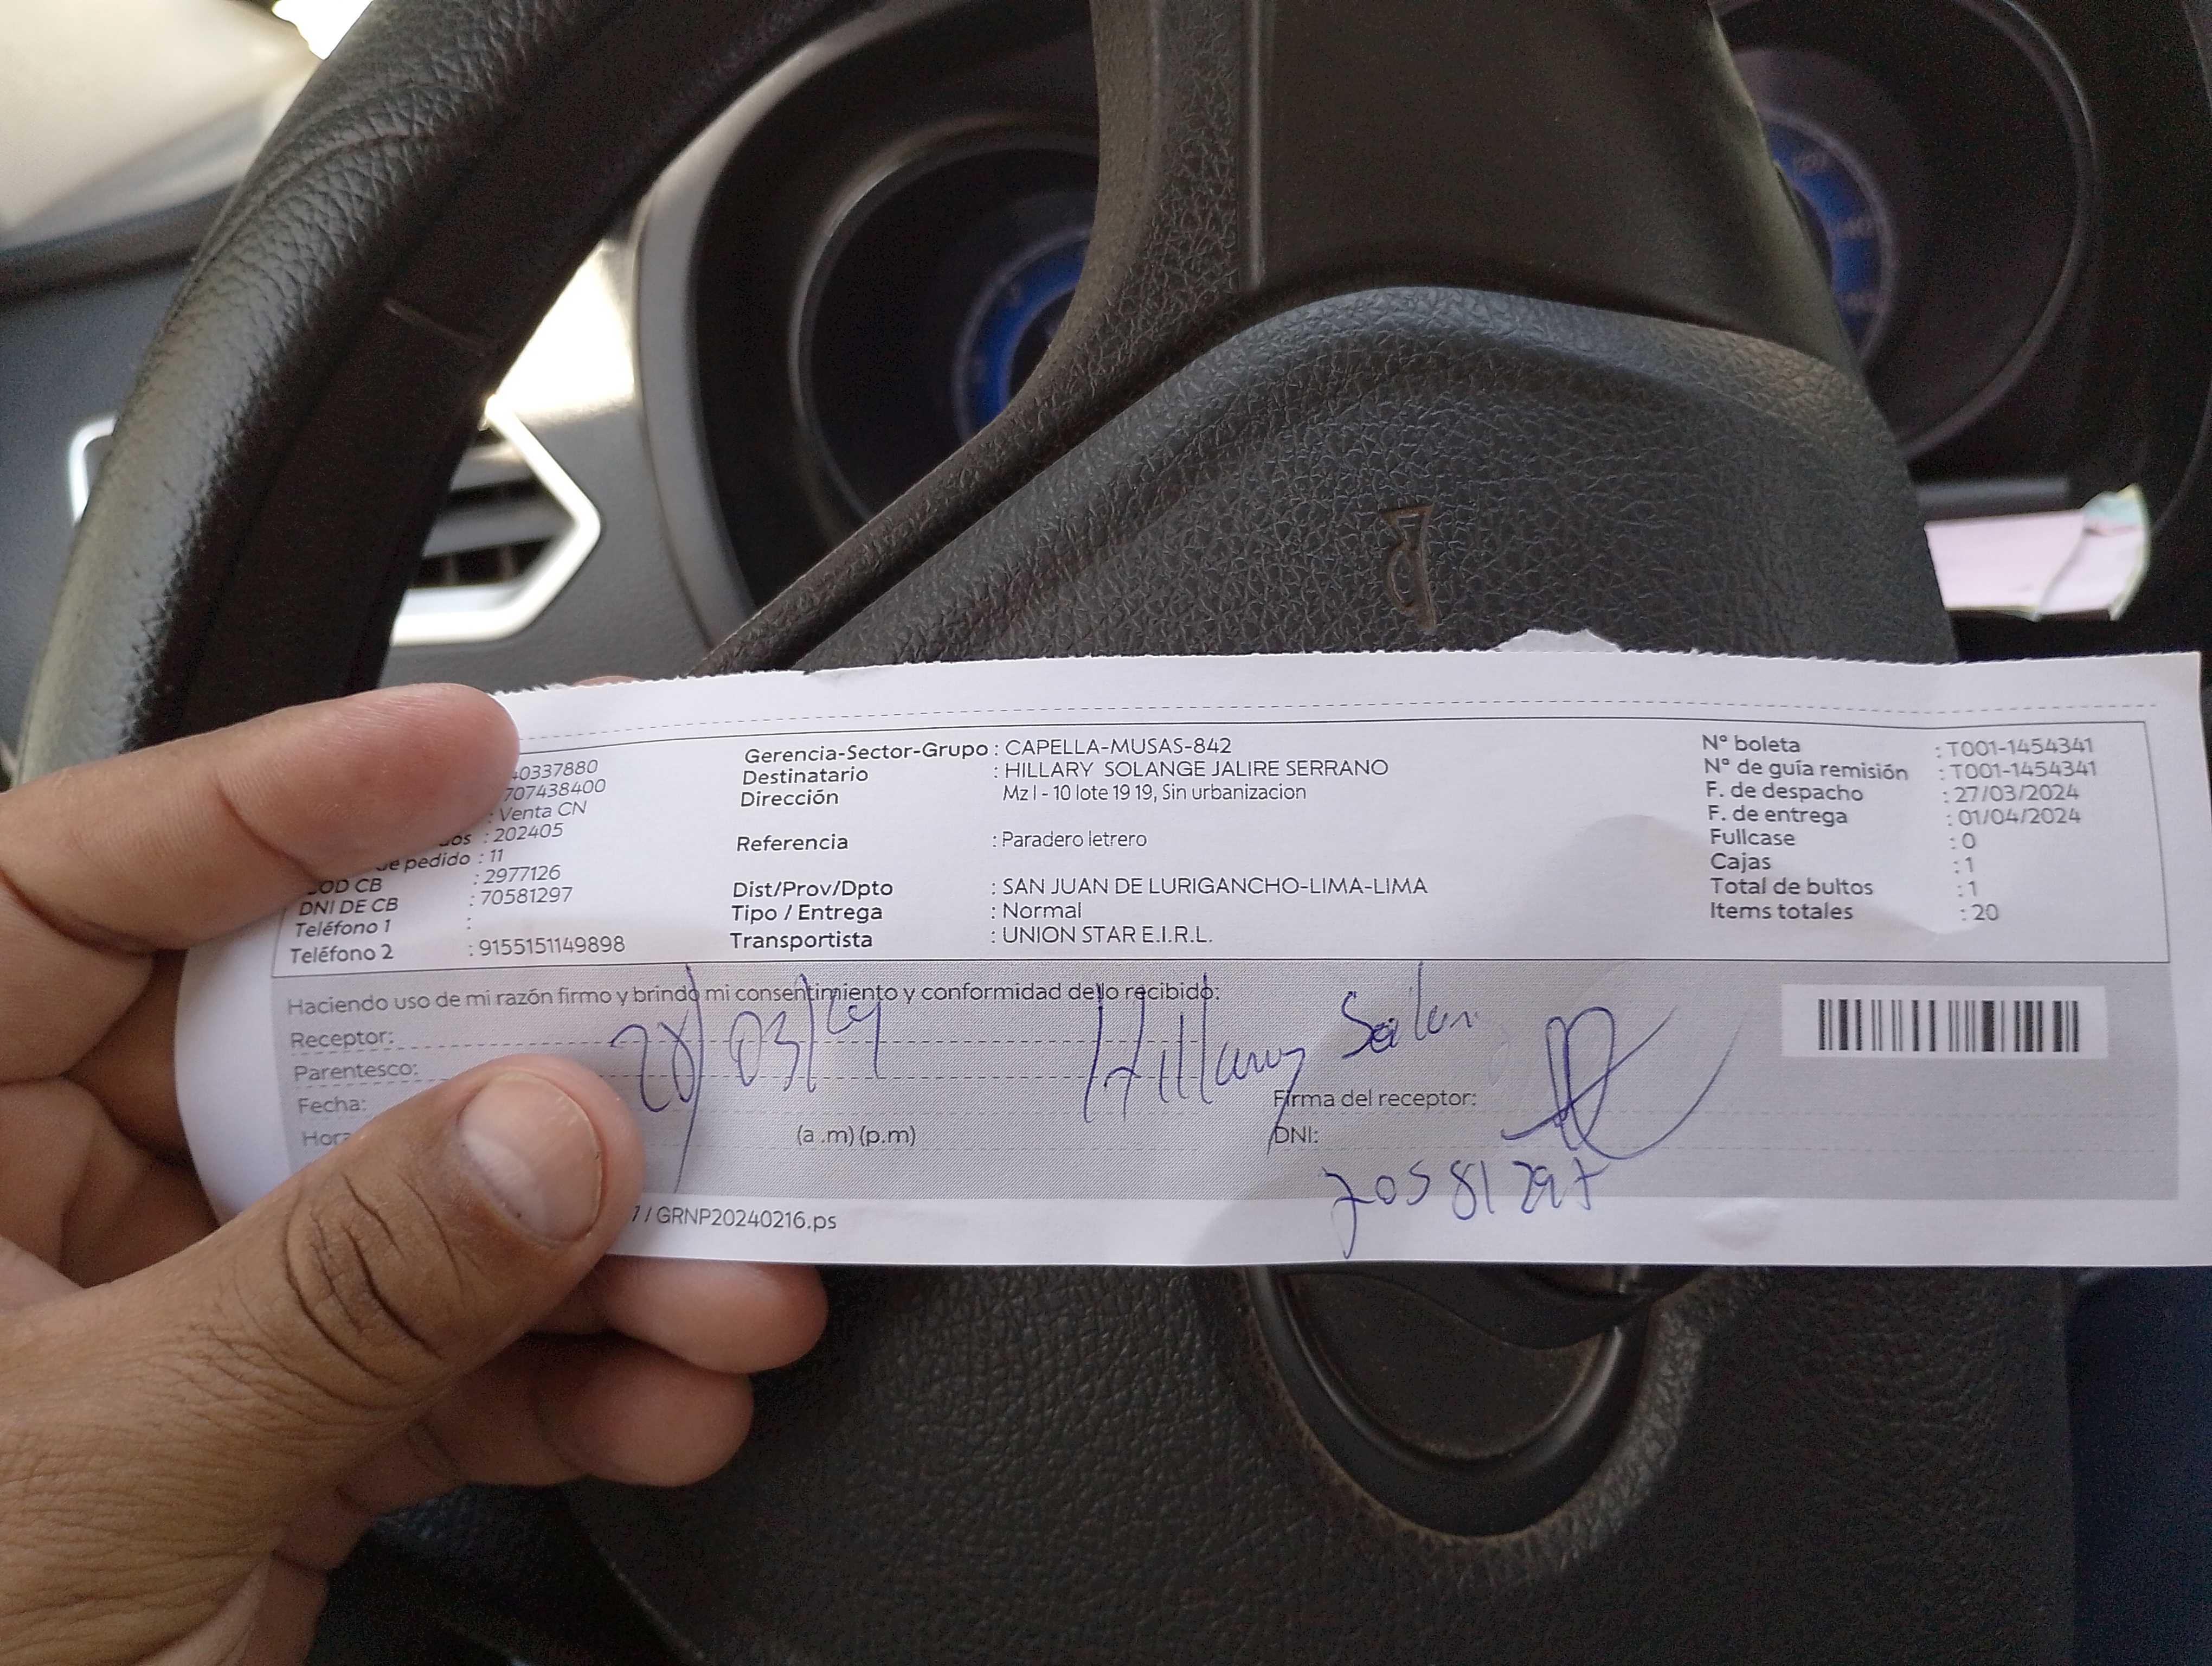 40337880
707438400
: Venta CN
: 202405
de pedido : 11
COD CB : 2977126
DNI DE CB : 70581297
Teléfono 1 :
Teléfono 2 : 9155151149898
Gerencia-Sector-Grupo : CAPELLA-MUSAS-842
Destinatario : HILLARY SOLANGE JALIRE SERRANO
Dirección Mz I - 10 lote 19 19, Sin urbanizacion
Referencia : Paradero letrero
Dist/Prov/Dpto : SAN JUAN DE LURIGANCHO-LIMA-LIMA
Tipo / Entrega : Normal
Transportista : UNION STAR E.I.R.L.
N° boleta : T001-1454341
N° de guía remisión : T001-1454341
F. de despacho : 27/03/2024
F. de entrega : 01/04/2024
Fullcase : 0
Cajas : 1
Total de bultos : 1
Items totales : 20
Haciendo uso de mi razón firmo y brindo mi consentimiento y conformidad de lo recibido:
Receptor:
28/03/24 Hillary
Parentesco:
Fecha:
Hora (a .m) (p.m)
Firma del receptor:
DNI:
70581297
1 / GRNP20240216.ps